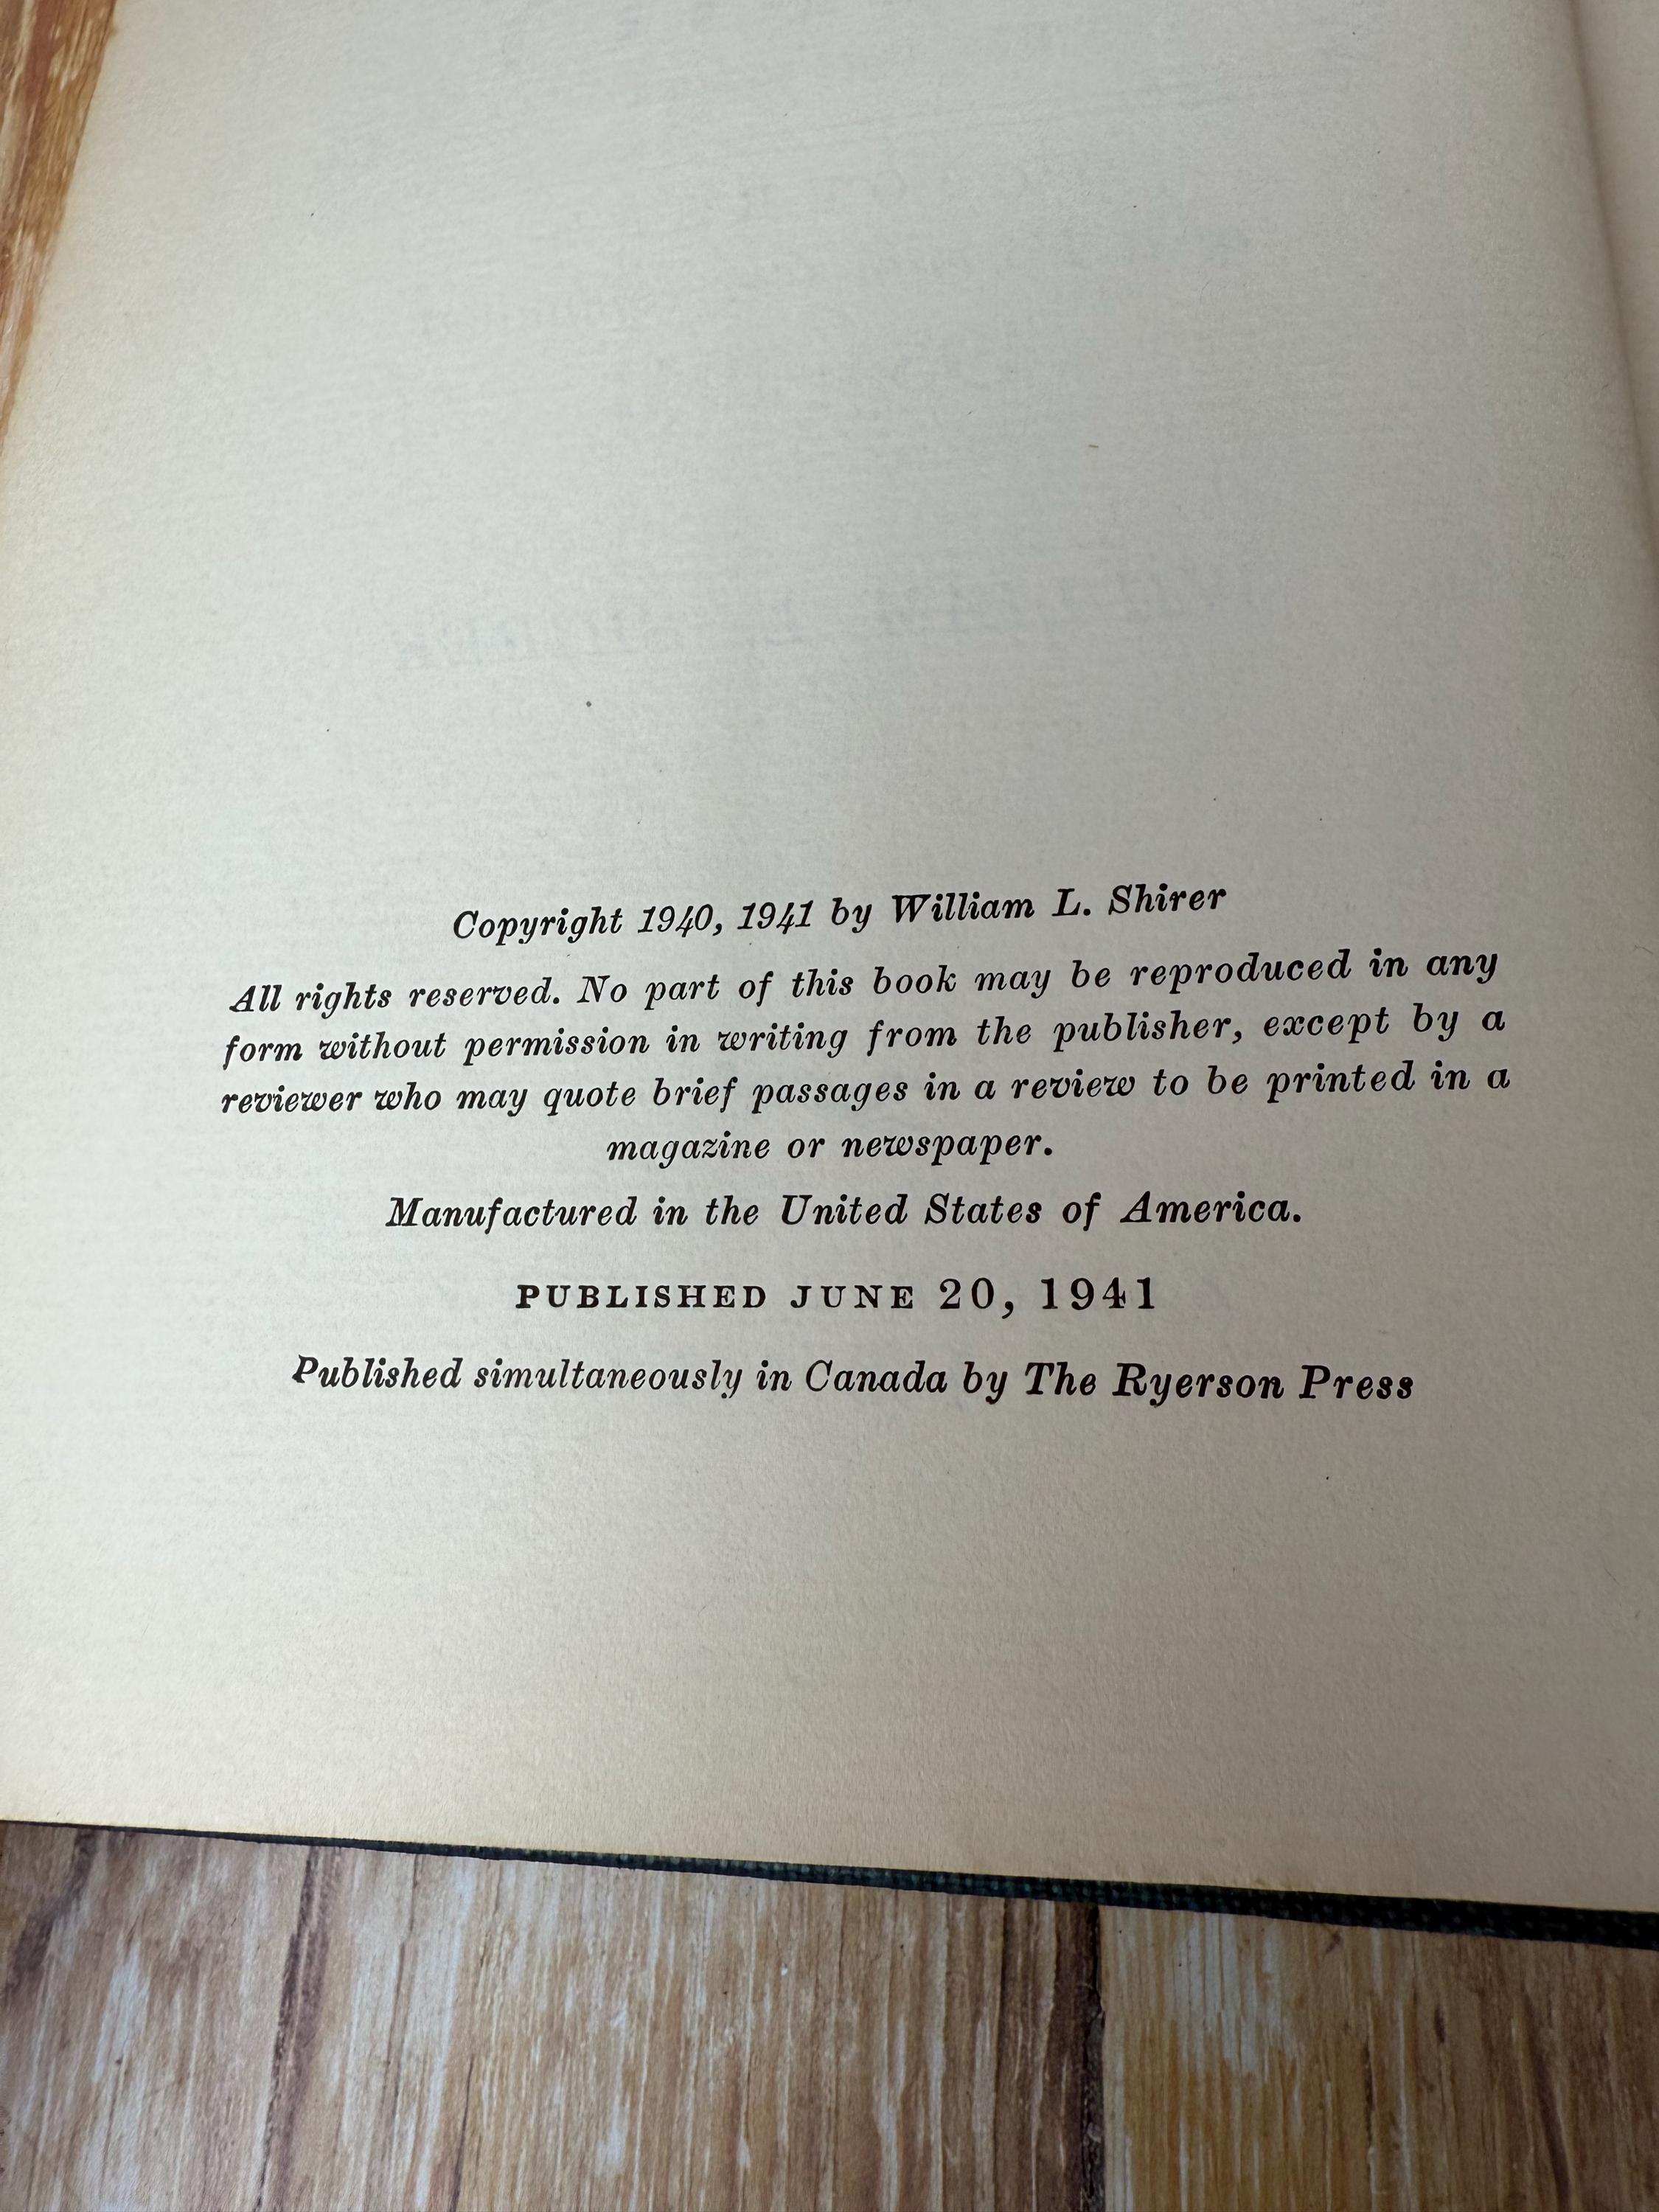 Copyright 1940, 1941 by William L. Shirer
All rights reserved. No part of this book may be reproduced in any
form without permission in writing from the publisher, except by a
reviewer who may quote brief passages in a review to be printed in a
magazine or newspaper.
Manufactured in the United States of America.
PUBLISHED JUNE 20, 1941
Published simultaneously in Canada by The Ryerson Press